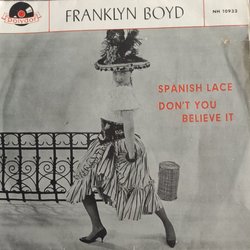 Polydor
FRANKLYN BOYD
NH 10933
SPANISH LACE
DON'T YOU
BELIEVE IT